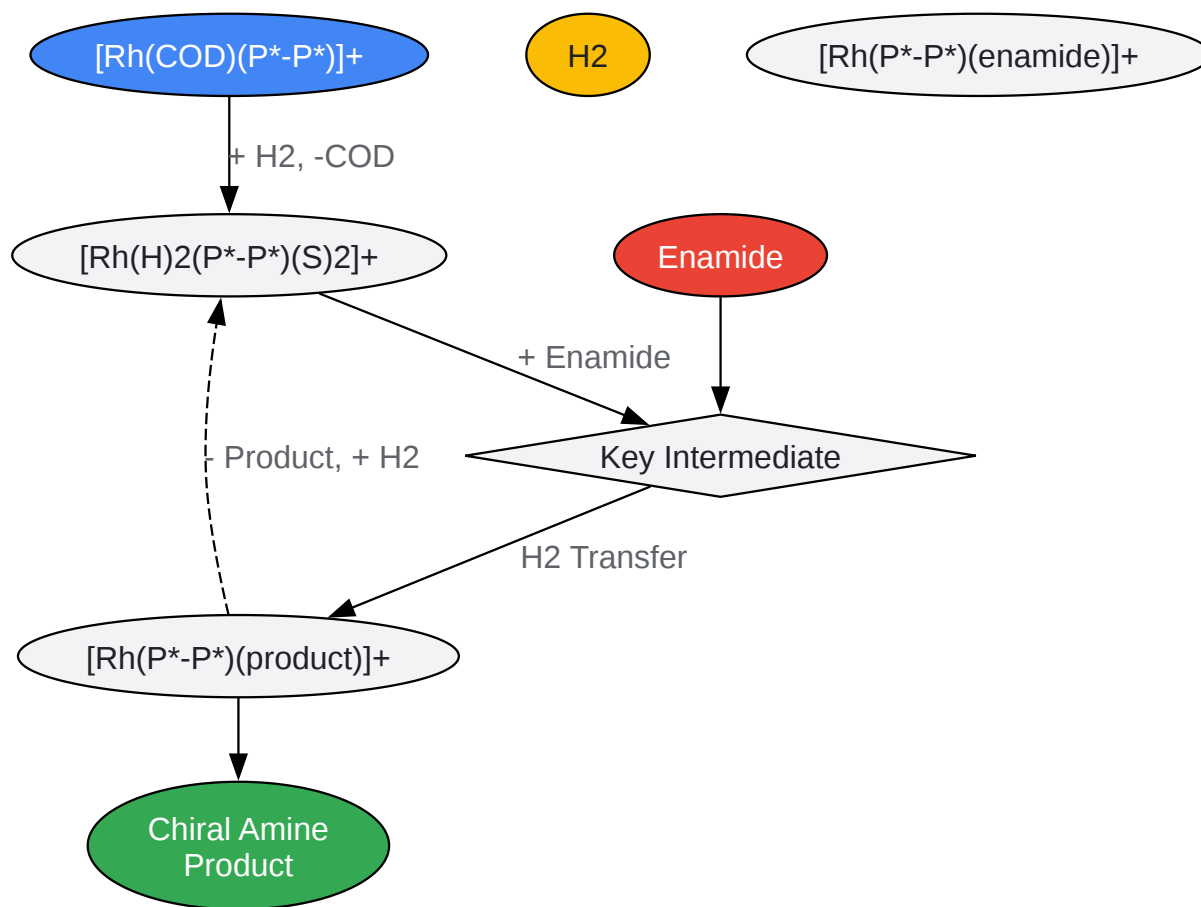 [Rh(COD)(P*-P*)]+
H2
[Rh(P*-P*)(enamide)]+
+ H2, -COD
[Rh(H)2(P*-P*)(S)2]+
Enamide
+ Enamide
- Product, + H2
Key Intermediate
H2 Transfer
[Rh(P*-P*)(product)]+
Chiral Amine
Product